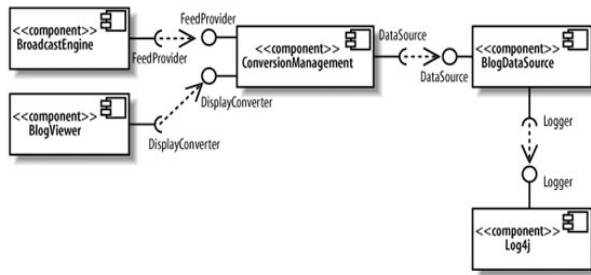 <<component>>
BroadcastEngine
FeedProvider
FeedProvider
<<component>>
ConversionManagement
DataSource
DataSource
<<component>>
BlogDataSource
<<component>>
BlogViewer
DisplayConverter
DisplayConverter
Logger
Logger
<<component>>
Log4j